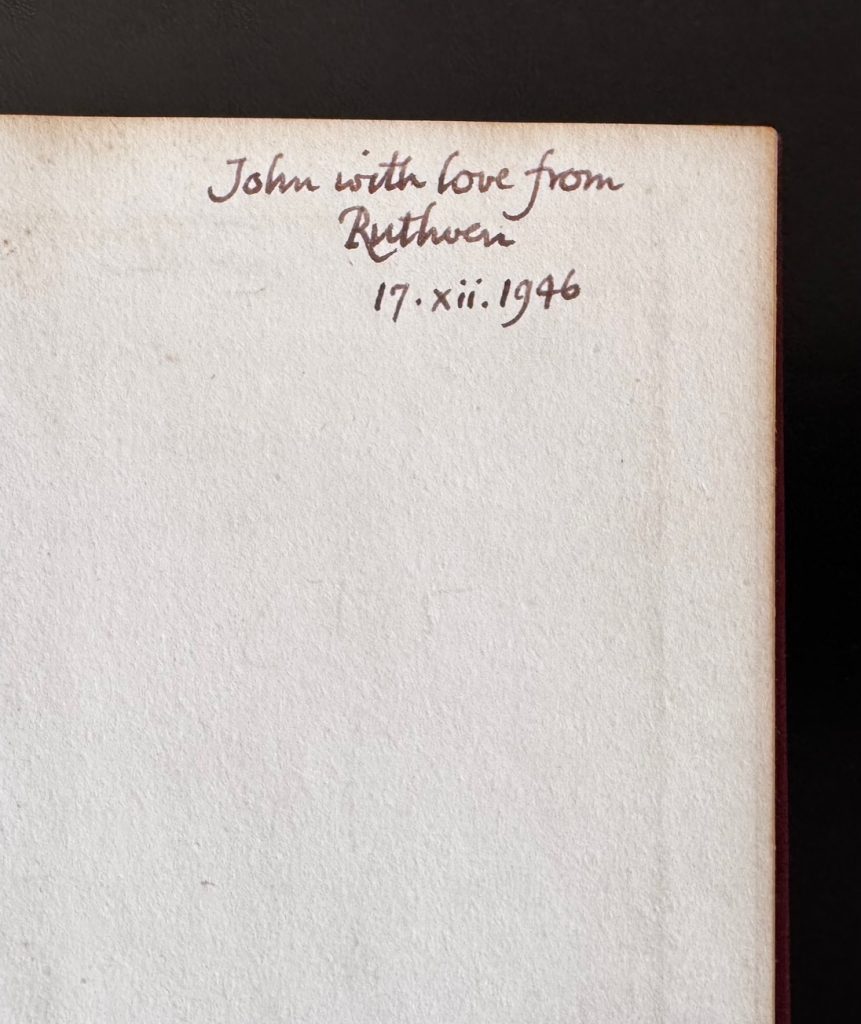 John with love from
Ruthven
17.xii.1946